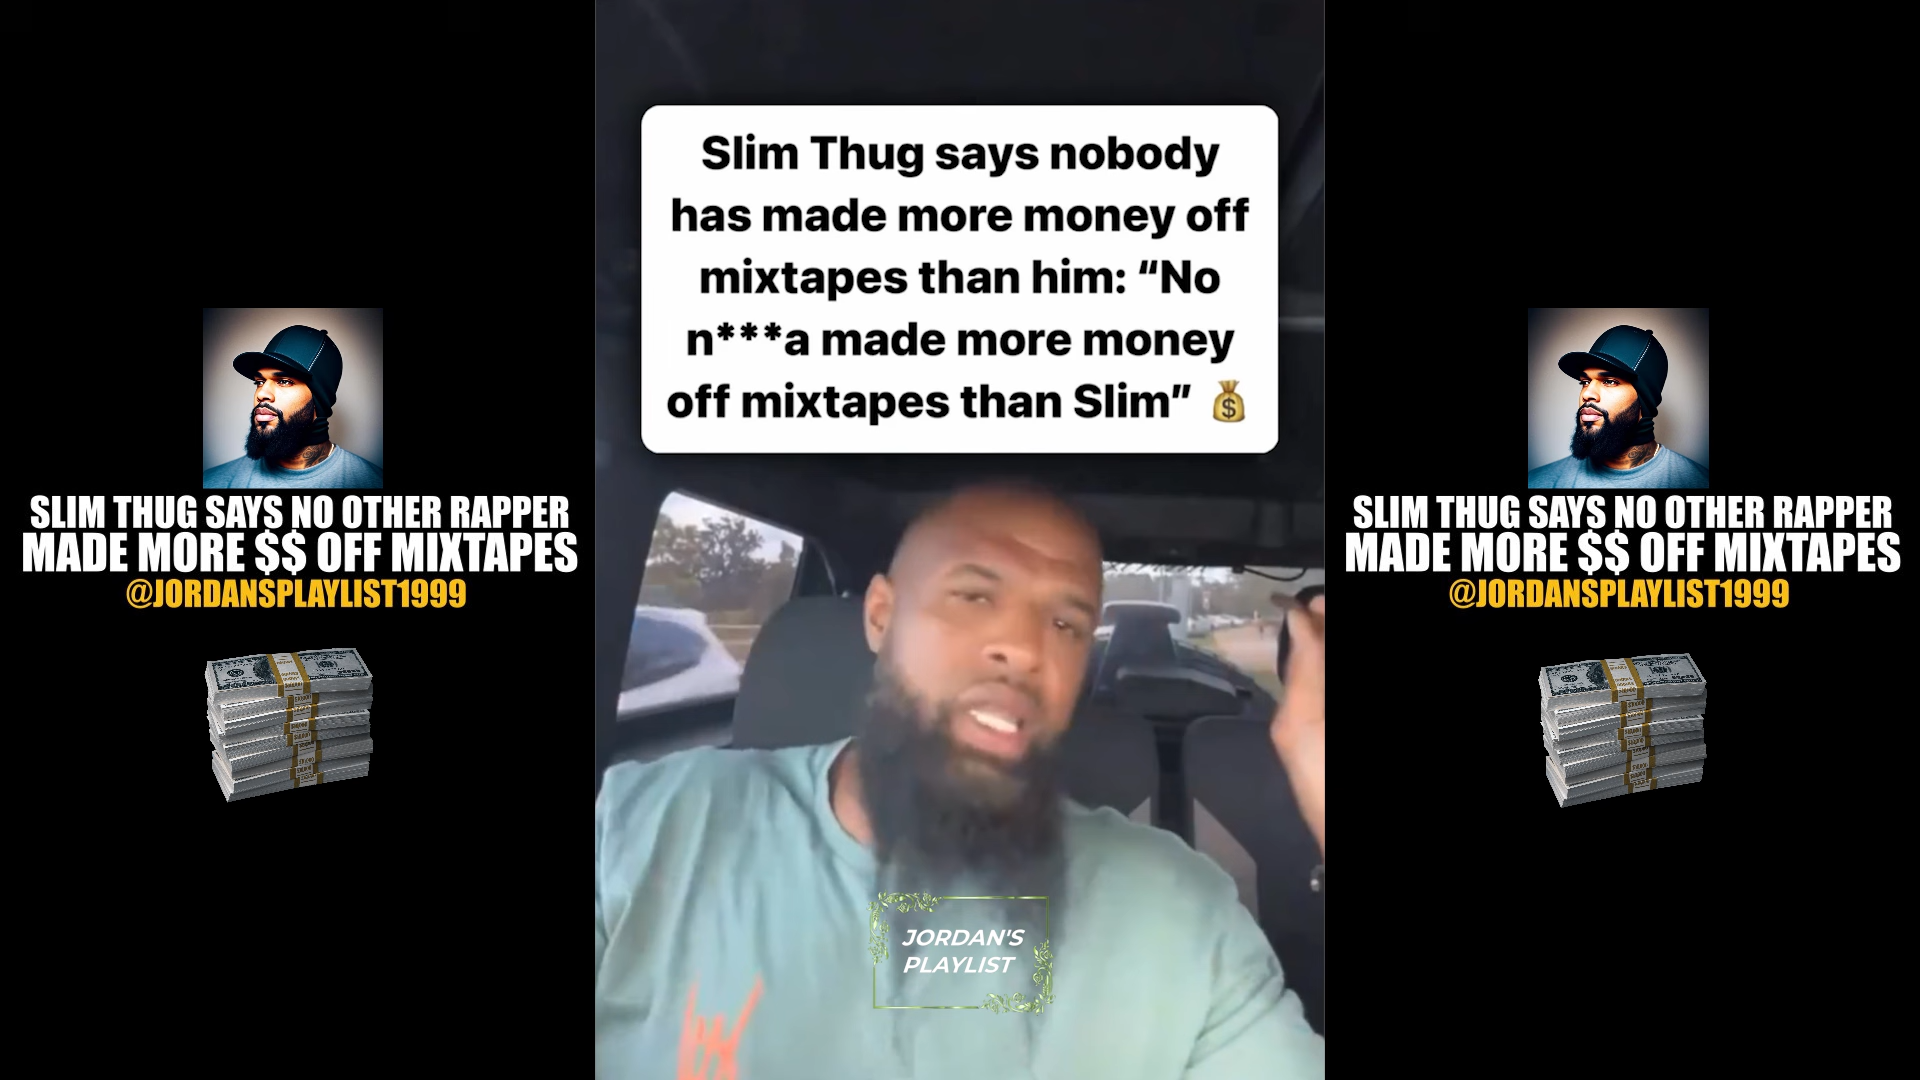 Slim Thug says nobody
has made more money off
mixtapes than him: “No
n***a made more money
off mixtapes than Slim” 💰
SLIM THUG SAYS NO OTHER RAPPER
MADE MORE $$ OFF MIXTAPES
@JORDANSPLAYLIST1999
SLIM THUG SAYS NO OTHER RAPPER
MADE MORE $$ OFF MIXTAPES
@JORDANSPLAYLIST1999
JORDAN'S
PLAYLIST